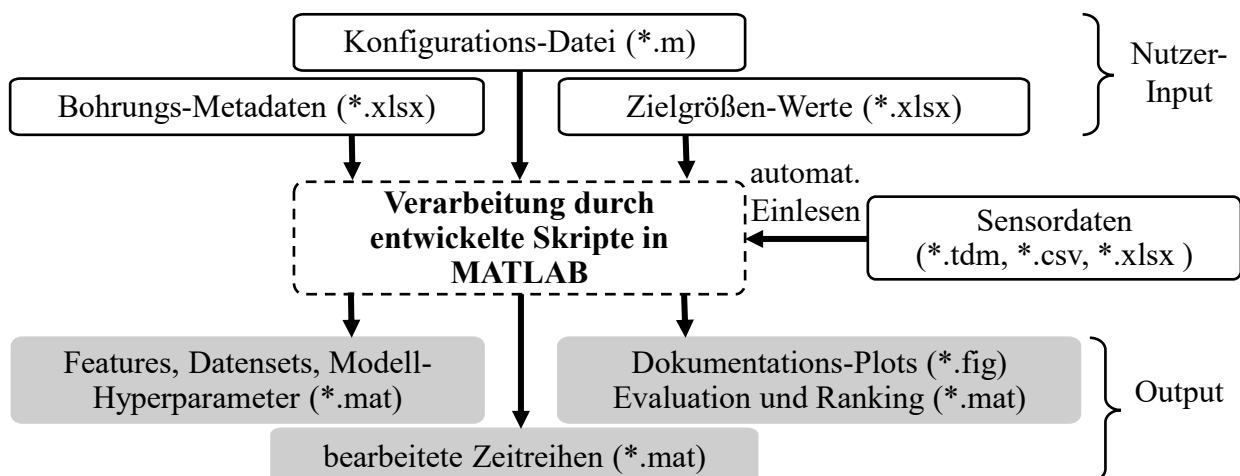 Konfigurations-Datei (*.m)
Nutzer-
Input
Bohrungs-Metadaten (*.xlsx)
Zielgrößen-Werte (*.xlsx)
automat.
Einlesen
Verarbeitung durch
entwickelte Skripte in
MATLAB
Sensordaten
(*.tdm, *.csv, *.xlsx )
Features, Datensets, Modell-
Hyperparameter (*.mat)
Dokumentations-Plots (*.fig)
Evaluation und Ranking (*.mat)
Output
bearbeitete Zeitreihen (*.mat)